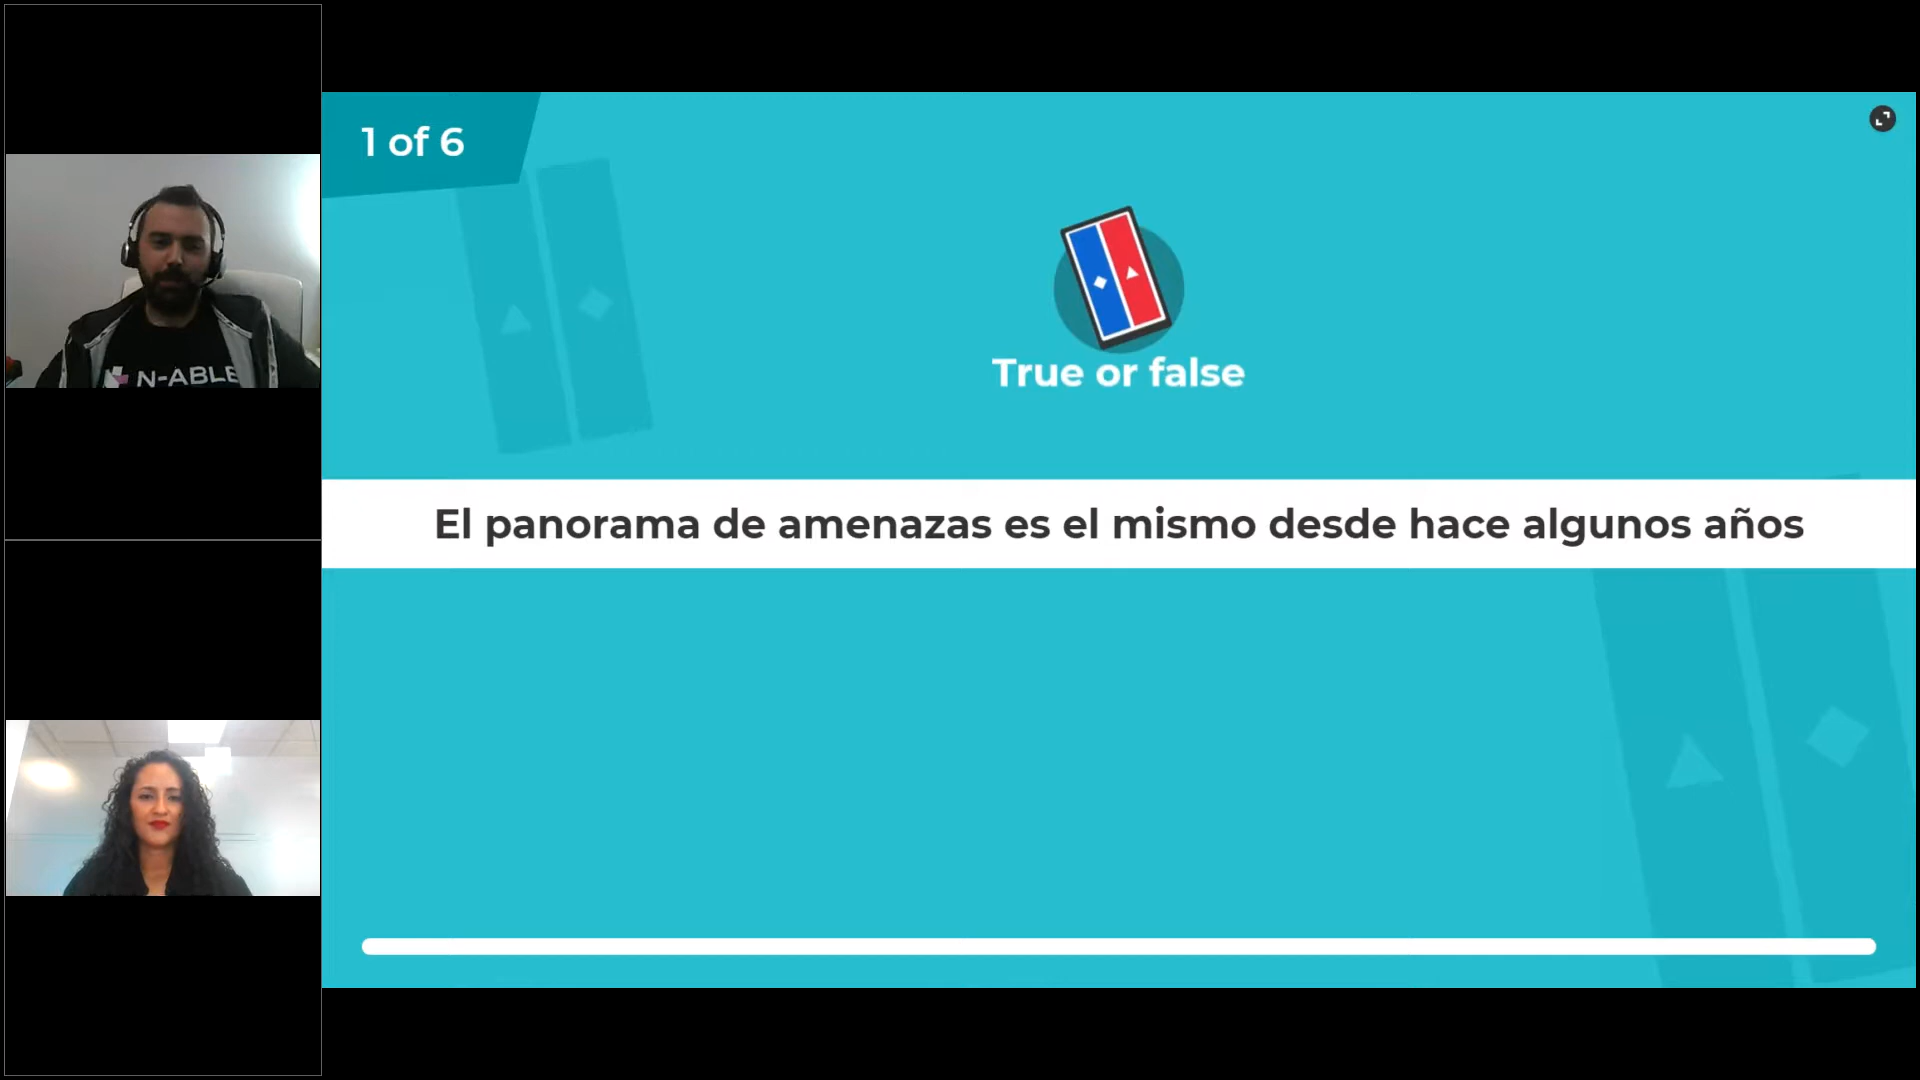 N-ABLE
1 of 6
True or false
El panorama de amenazas es el mismo desde hace algunos años